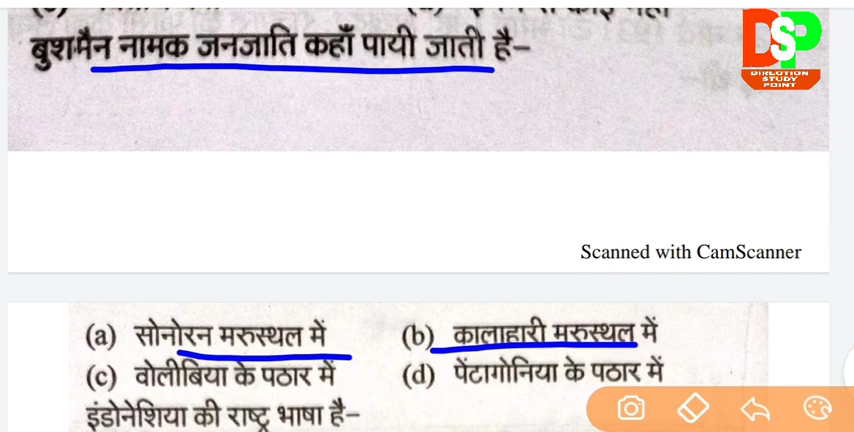 बुशमैन नामक जनजाति कहाँ पायी जाती है–
DSP
DIRECTION
STUDY
POINT
Scanned with CamScanner
(a) सोनोरन मरुस्थल में (b) कालाहारी मरुस्थल में
(c) वोलीबिया के पठार में (d) पेंटागोनिया के पठार में
इंडोनेशिया की राष्ट्र भाषा है–